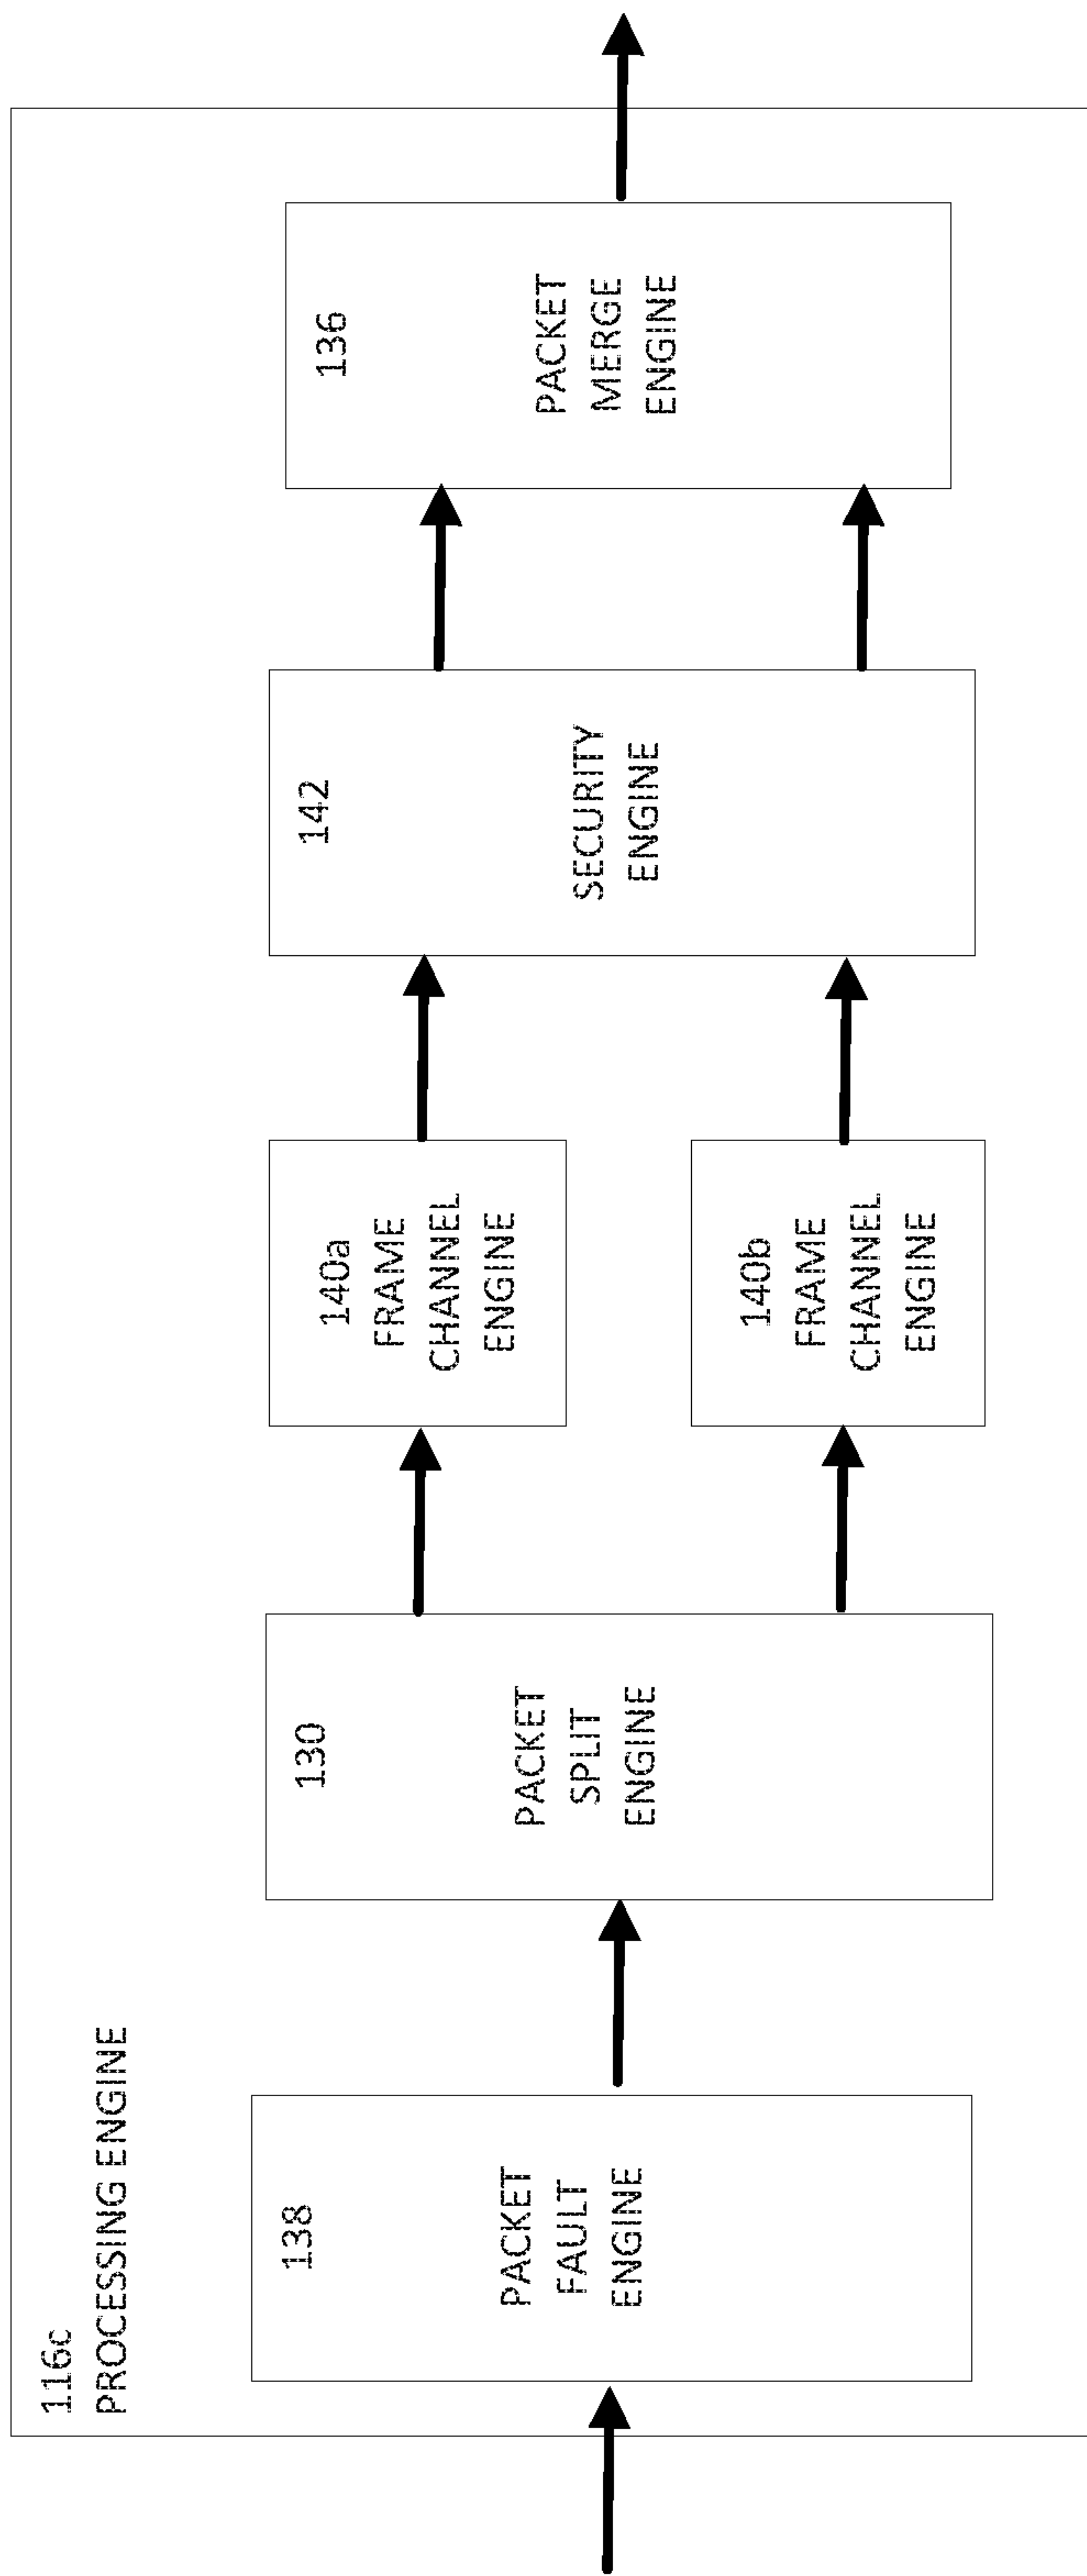 116c
PROCESSING ENGINE
138
PACKET
FAULT
ENGINE
130
PACKET
SPLIT
ENGINE
140a
FRAME
CHANNEL
ENGINE
140b
FRAME
CHANNEL
ENGINE
142
SECURITY
ENGINE
136
PACKET
MERGE
ENGINE